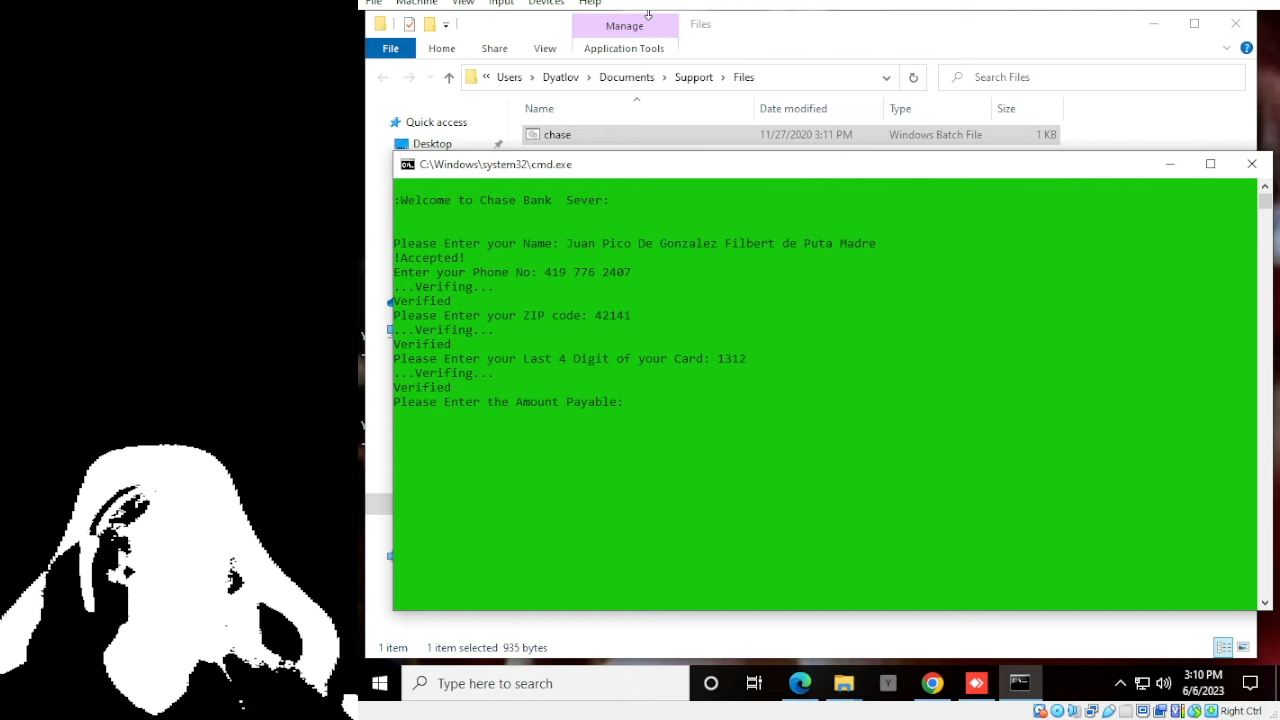 File Machine View Input Devices Help
Manage Files
File Home Share View Application Tools
Users Dyatlov Documents Support Files Search Files
Name Date modified Type Size
Quick access
chase 11/27/2020 3:11 PM Windows Batch File 1 KB
Desktop
C:\Windows\system32\cmd.exe
:Welcome to Chase Bank  Sever:
Please Enter your Name: Juan Pico De Gonzalez Filbert de Puta Madre
!Accepted!
Enter your Phone No: 419 776 2407
...Verifing...
Verified
Please Enter your ZIP code: 42141
...Verifing...
Verified
Please Enter your Last 4 Digit of your Card: 1312
...Verifing...
Verified
Please Enter the Amount Payable:
1 item 1 item selected 935 bytes
Type here to search
3:10 PM
6/6/2023
Right Ctrl